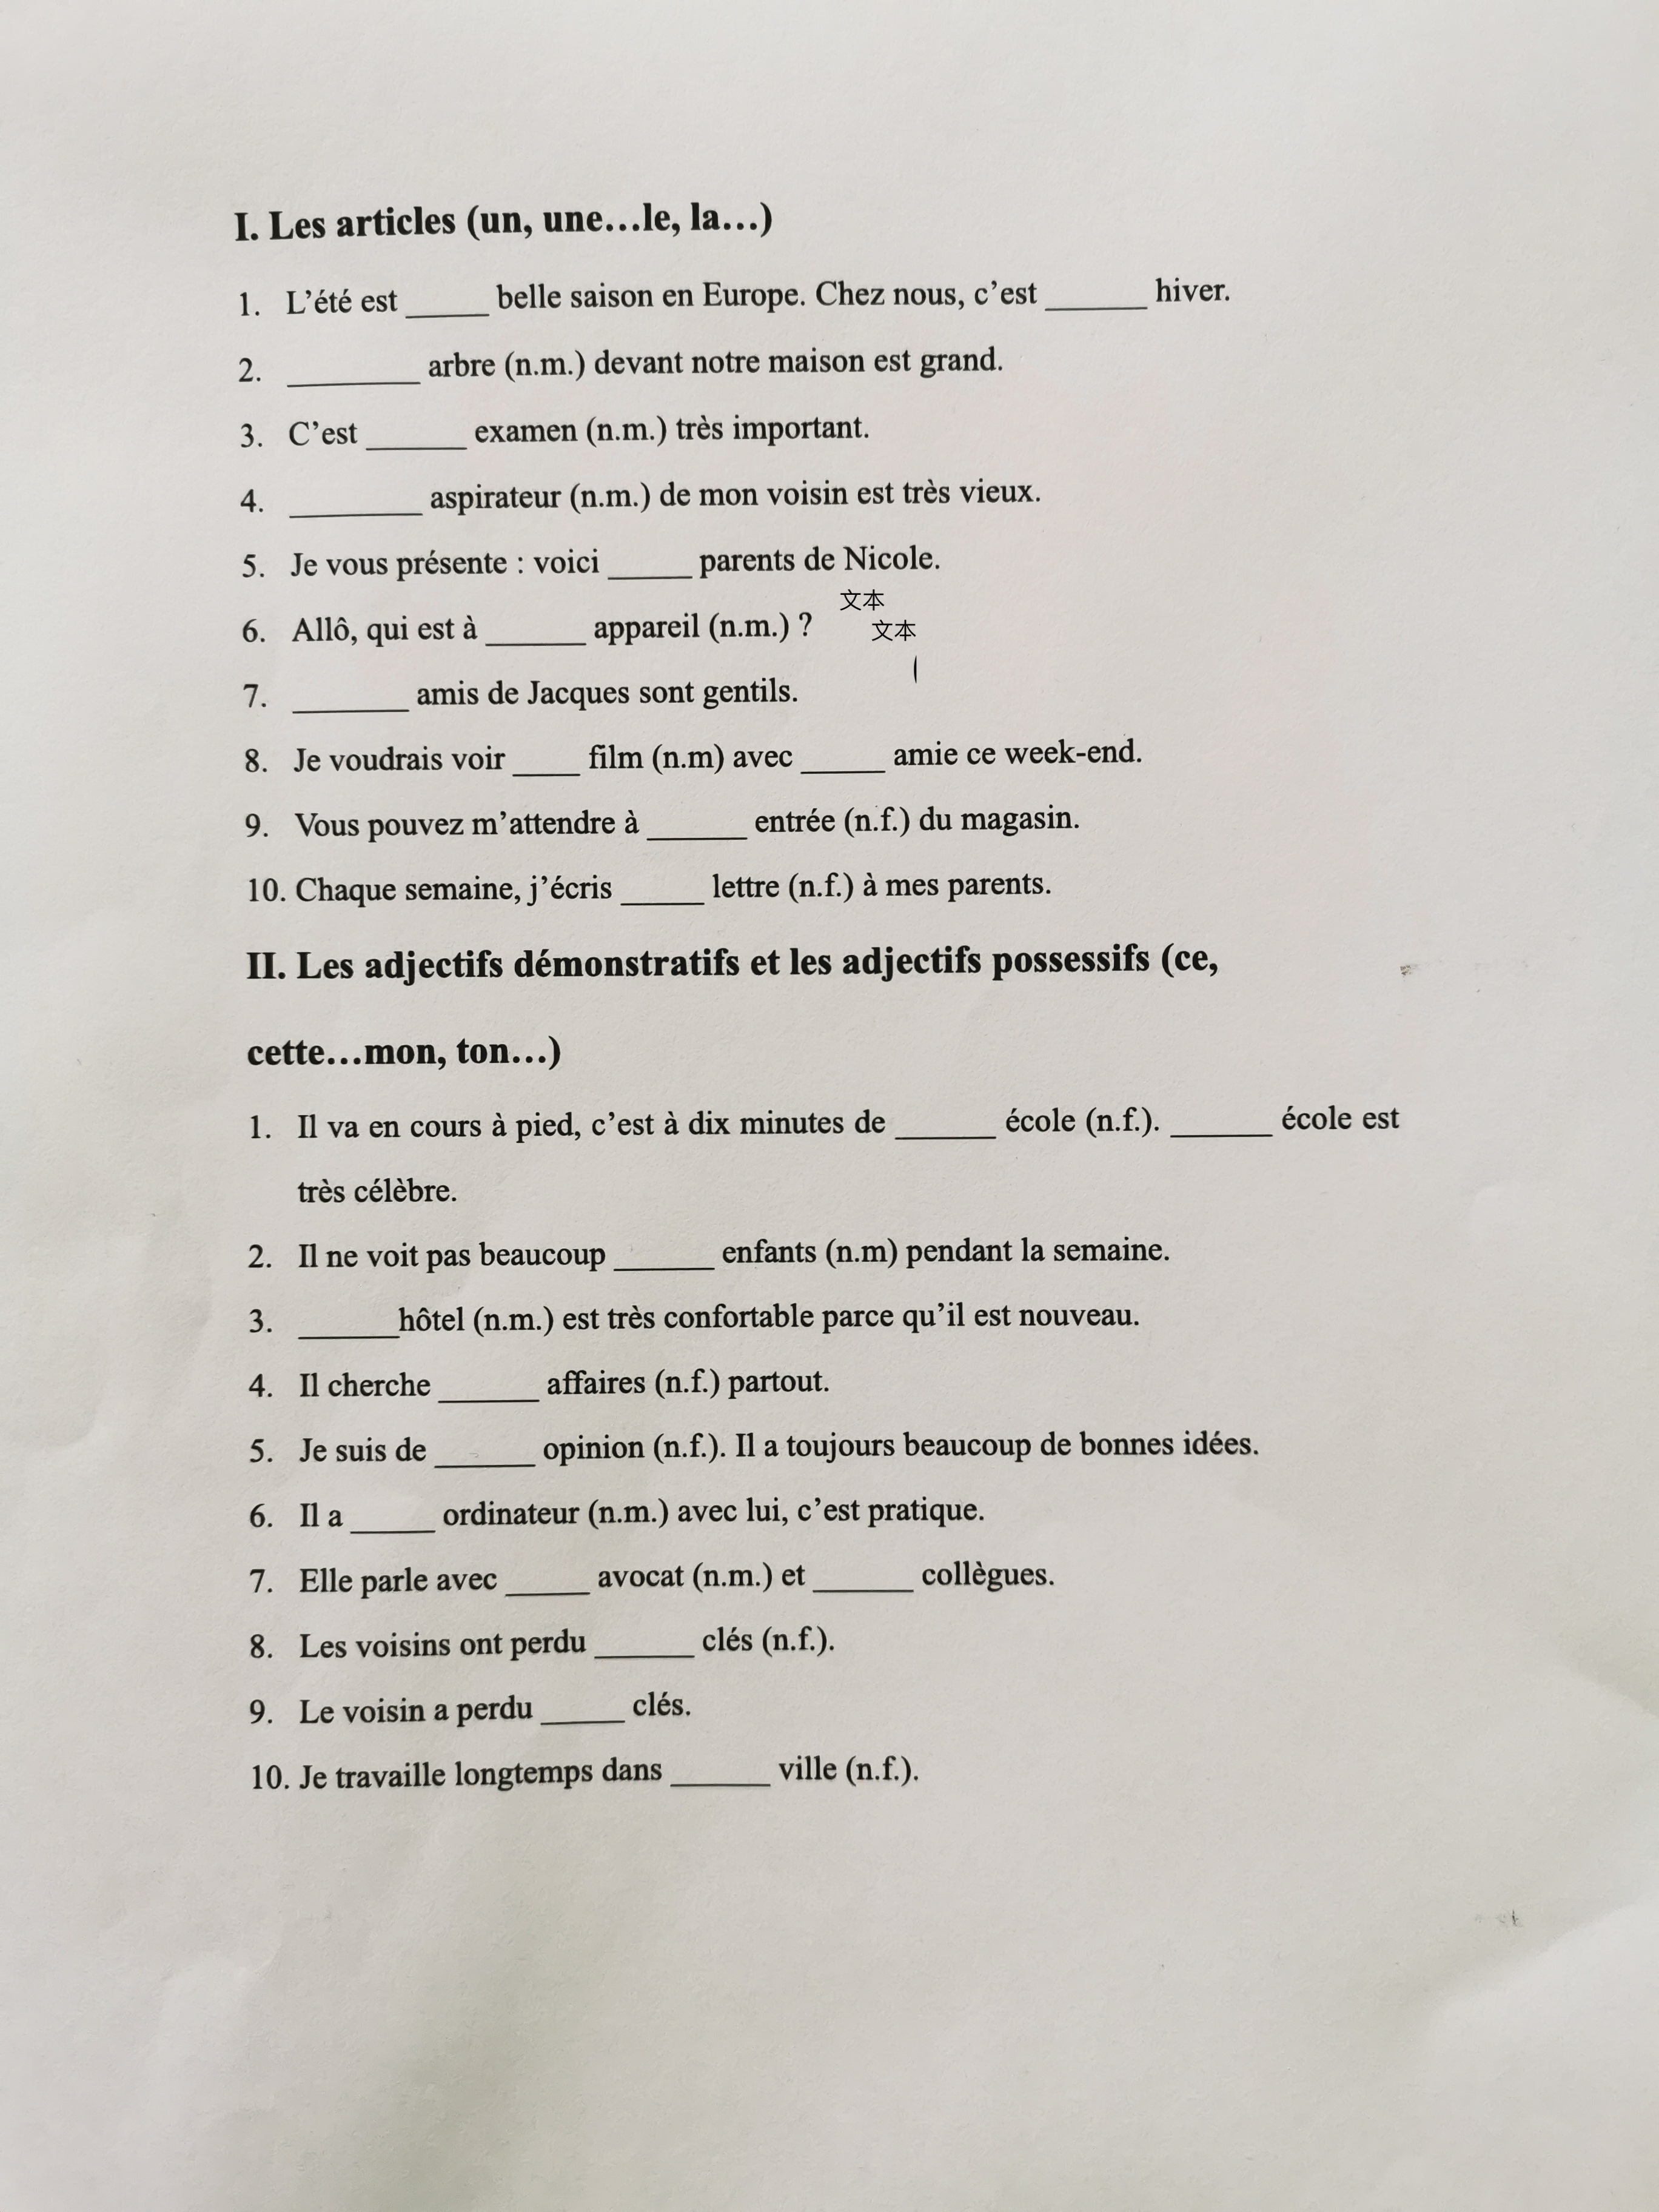 I. Les articles (un, une…le, la…)
1. L’été est _____ belle saison en Europe. Chez nous, c’est ______ hiver.
2. ________ arbre (n.m.) devant notre maison est grand.
3. C’est ______ examen (n.m.) très important.
4. ________ aspirateur (n.m.) de mon voisin est très vieux.
5. Je vous présente : voici _____ parents de Nicole.
文本
6. Allô, qui est à ______ appareil (n.m.) ?
文本
7. _______ amis de Jacques sont gentils.
8. Je voudrais voir ____ film (n.m) avec _____ amie ce week-end.
9. Vous pouvez m’attendre à ______ entrée (n.f.) du magasin.
10. Chaque semaine, j’écris _____ lettre (n.f.) à mes parents.
II. Les adjectifs démonstratifs et les adjectifs possessifs (ce,
cette…mon, ton…)
1. Il va en cours à pied, c’est à dix minutes de ______ école (n.f.). ______ école est
très célèbre.
2. Il ne voit pas beaucoup ______ enfants (n.m) pendant la semaine.
3. ______hôtel (n.m.) est très confortable parce qu’il est nouveau.
4. Il cherche ______ affaires (n.f.) partout.
5. Je suis de ______ opinion (n.f.). Il a toujours beaucoup de bonnes idées.
6. Il a _____ ordinateur (n.m.) avec lui, c’est pratique.
7. Elle parle avec _____ avocat (n.m.) et ______ collègues.
8. Les voisins ont perdu ______ clés (n.f.).
9. Le voisin a perdu _____ clés.
10. Je travaille longtemps dans ______ ville (n.f.).